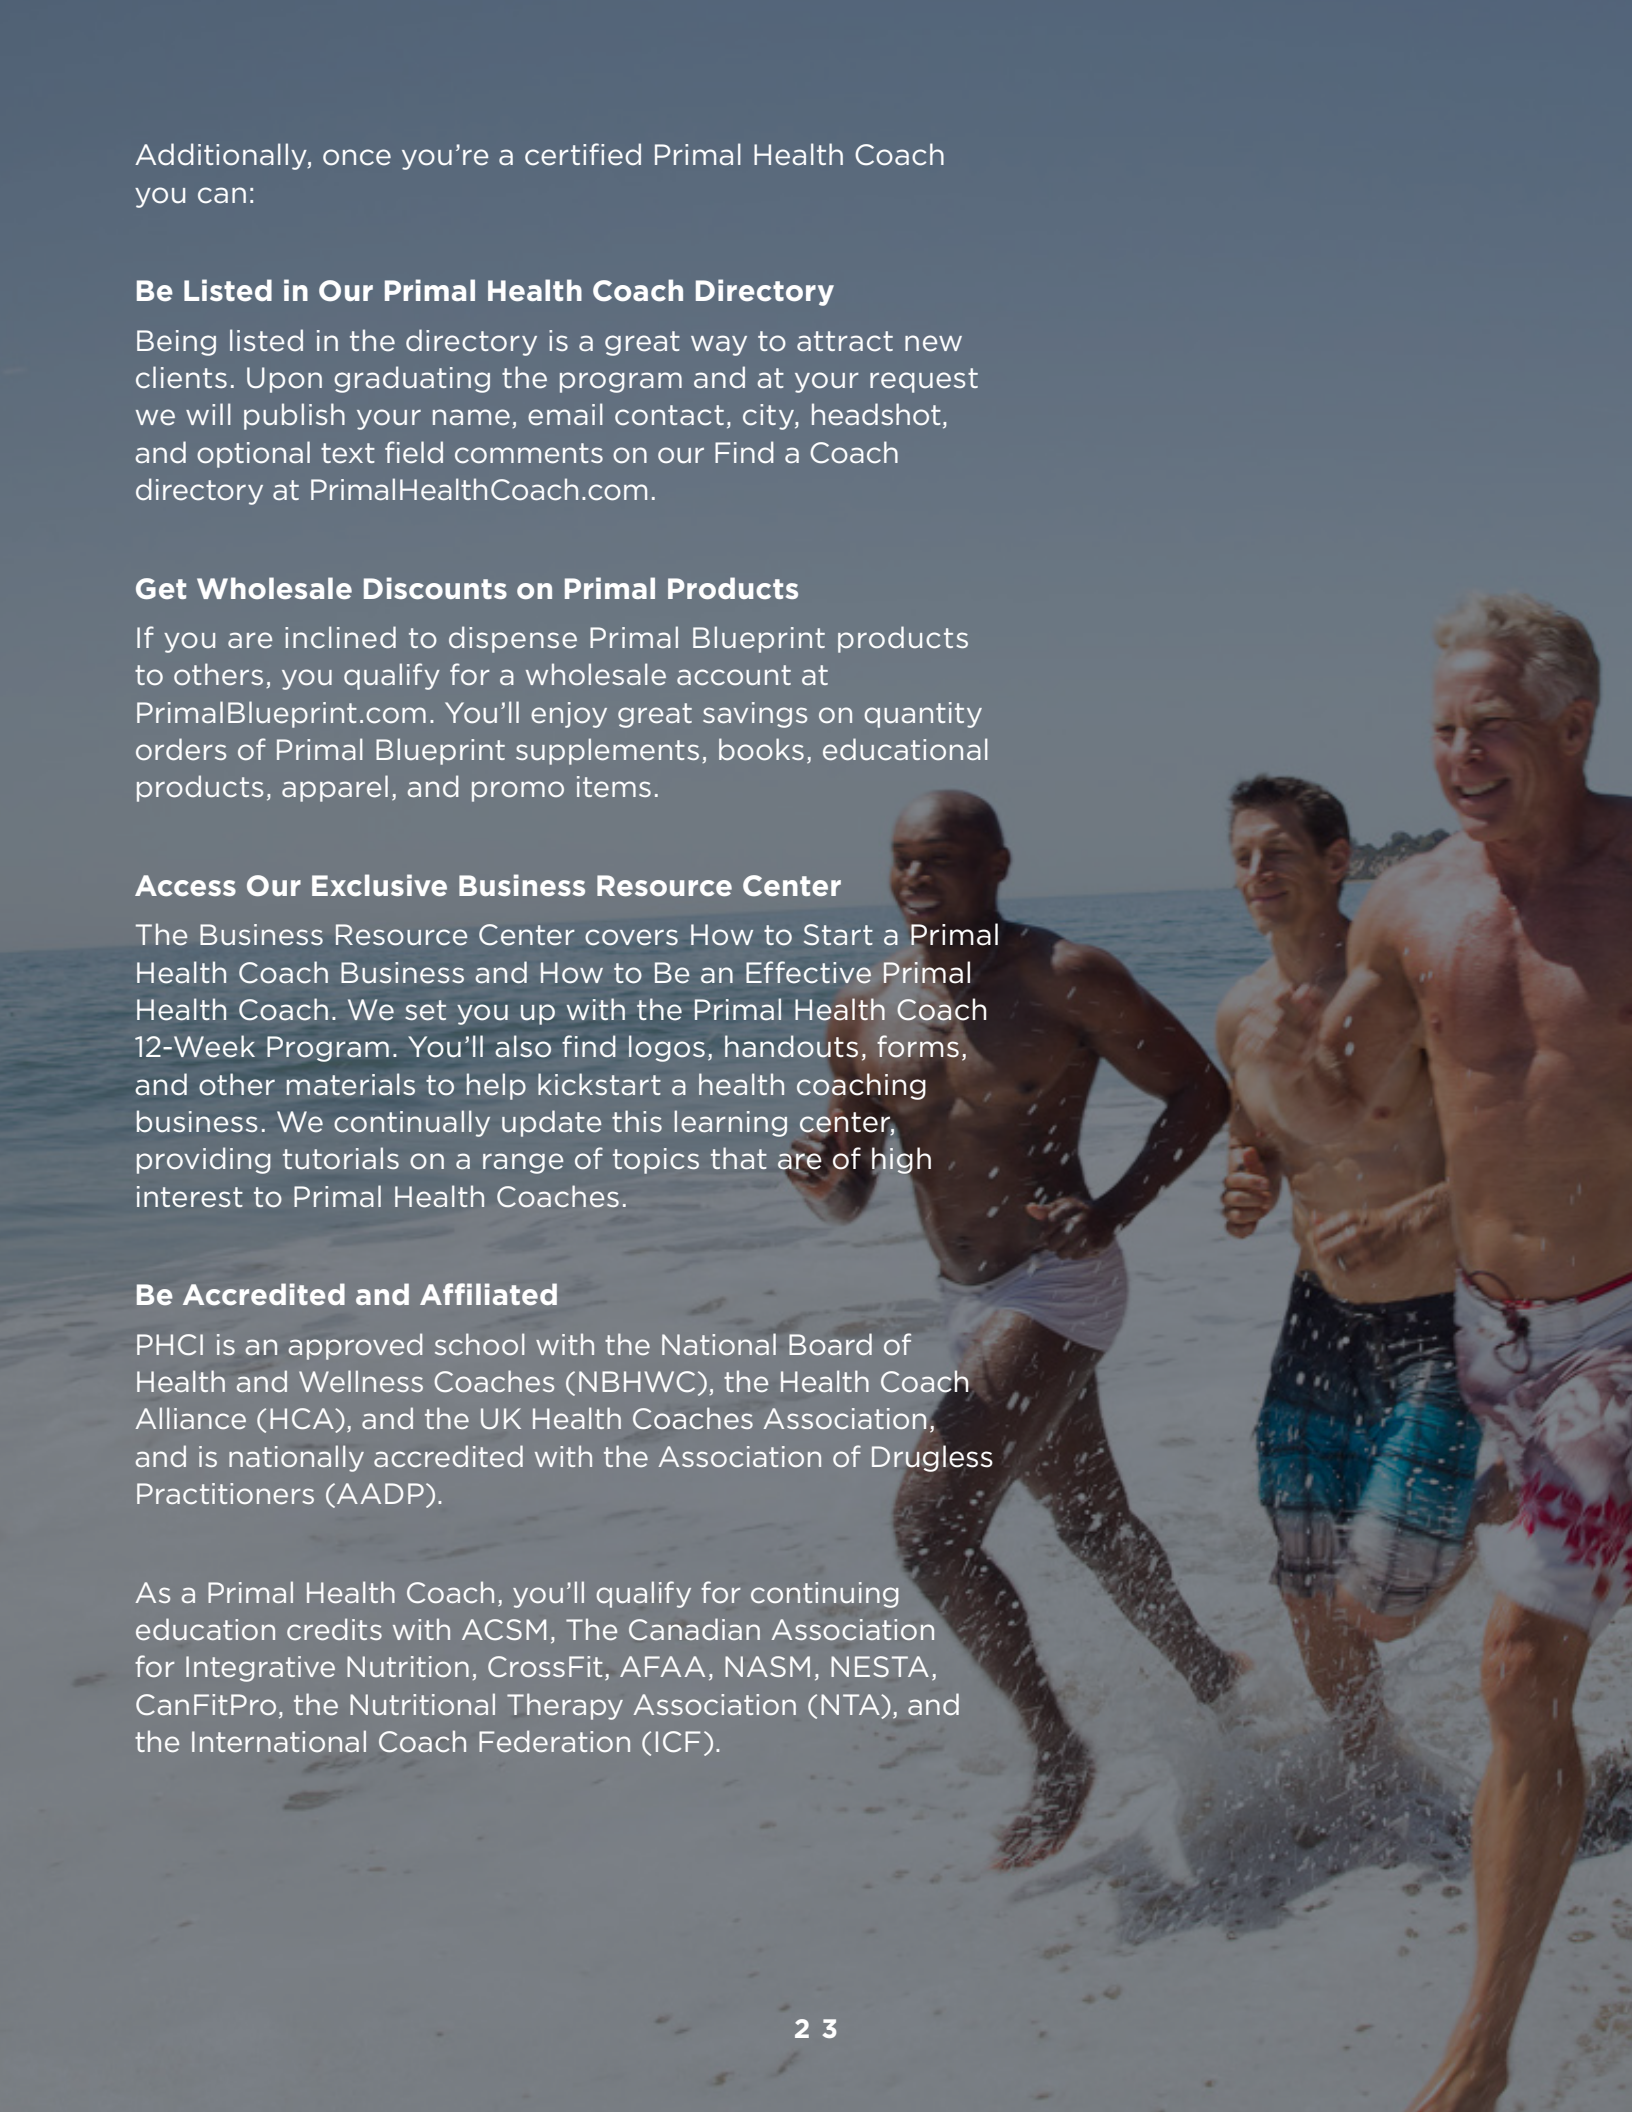 Additionally, once you’re a certified Primal Health Coach
you can:
Be Listed in Our Primal Health Coach Directory
Being listed in the directory is a great way to attract new
clients. Upon graduating the program and at your request
we will publish your name, email contact, city, headshot,
and optional text field comments on our Find a Coach
directory at PrimalHealthCoach.com.
Get Wholesale Discounts on Primal Products
If you are inclined to dispense Primal Blueprint products
to others, you qualify for a wholesale account at
PrimalBlueprint.com. You’ll enjoy great savings on quantity
orders of Primal Blueprint supplements, books, educational
products, apparel, and promo items.
Access Our Exclusive Business Resource Center
The Business Resource Center covers How to Start a Primal
Health Coach Business and How to Be an Effective Primal
Health Coach. We set you up with the Primal Health Coach
12-Week Program. You’ll also find logos, handouts, forms,
and other materials to help kickstart a health coaching
business. We continually update this learning center,
providing tutorials on a range of topics that are of high
interest to Primal Health Coaches.
Be Accredited and Affiliated
PHCI is an approved school with the National Board of
Health and Wellness Coaches (NBHWC), the Health Coach
Alliance (HCA), and the UK Health Coaches Association,
and is nationally accredited with the Association of Drugless
Practitioners (AADP).
As a Primal Health Coach, you’ll qualify for continuing
education credits with ACSM, The Canadian Association
for Integrative Nutrition, CrossFit, AFAA, NASM, NESTA,
CanFitPro, the Nutritional Therapy Association (NTA), and
the International Coach Federation (ICF).
23